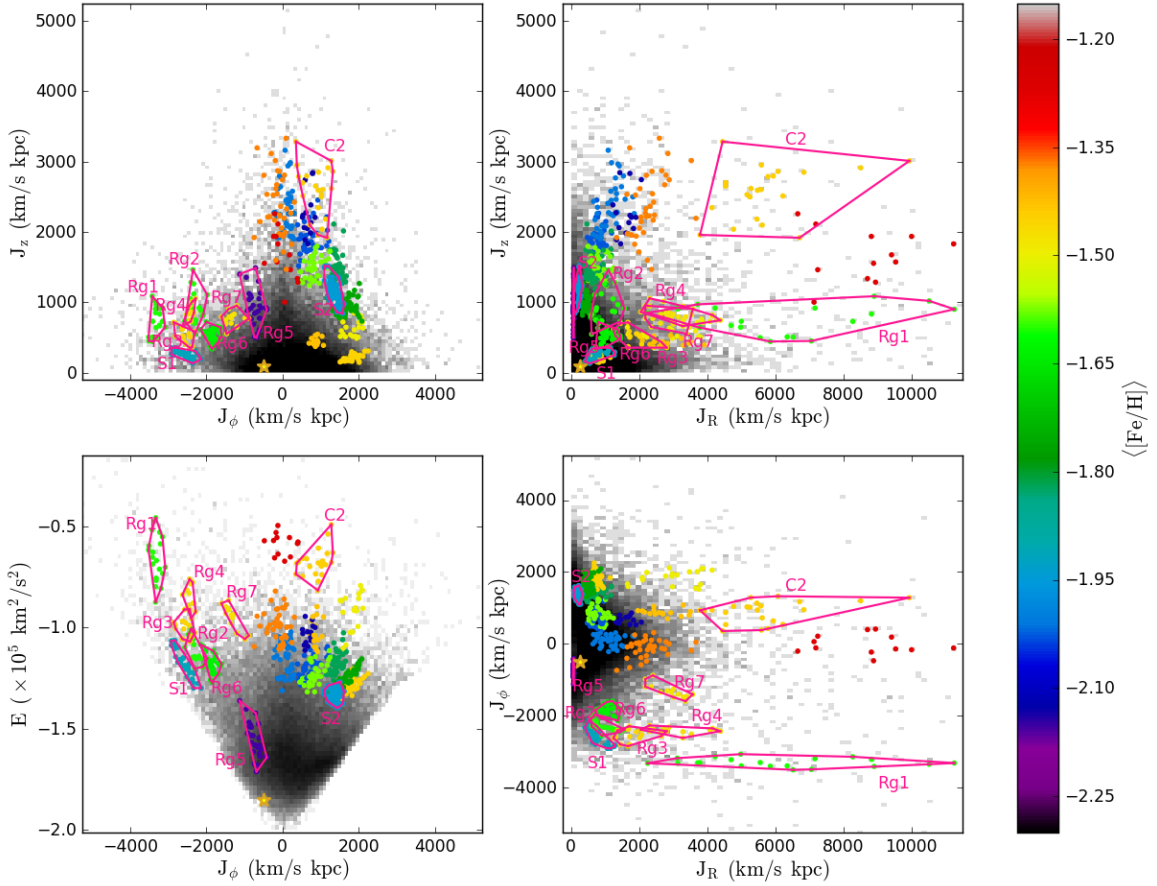 5000
4000
3000
2000
1000
0
J_z (km/s kpc)
−4000 −2000 0 2000 4000
J_ϕ (km/s kpc)
C2
Rg2
Rg1
Rg4
Rg7
Rg3
Rg5
Rg6
S1
S2
5000
4000
3000
2000
1000
0
J_z (km/s kpc)
0 2000 4000 6000 8000 10000
J_R (km/s kpc)
C2
Rg2
Rg4
Rg1
Rg7
Rg6
Rg3
S1
−0.5
−1.0
−1.5
−2.0
E (×10^5 km^2/s^2)
−4000 −2000 0 2000 4000
J_ϕ (km/s kpc)
Rg1
C2
Rg4
Rg7
Rg3
Rg2
Rg6
S1
S2
Rg5
4000
2000
0
−2000
−4000
J_ϕ (km/s kpc)
0 2000 4000 6000 8000 10000
J_R (km/s kpc)
C2
Rg7
Rg5
Rg6
Rg4
Rg3
S1
Rg1
−1.20
−1.35
−1.50
−1.65
−1.80
−1.95
−2.10
−2.25
⟨[Fe/H]⟩